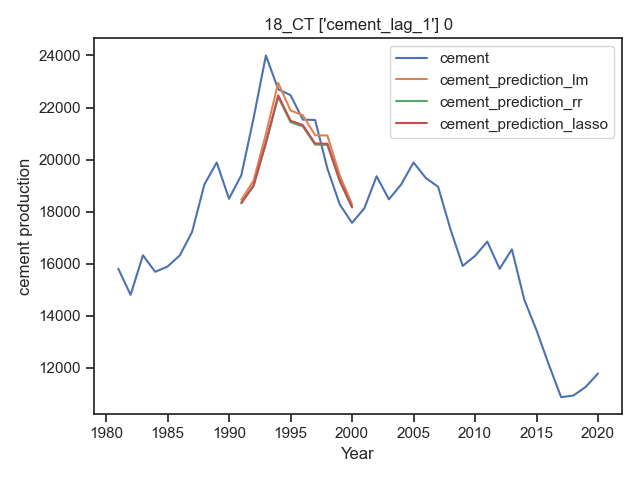 18_CT ['cement_lag_1'] 0
cement
cement_prediction_lm
cement_prediction_rr
cement_prediction_lasso
cement production
24000
22000
20000
18000
16000
14000
12000
1980 1985 1990 1995 2000 2005 2010 2015 2020
Year